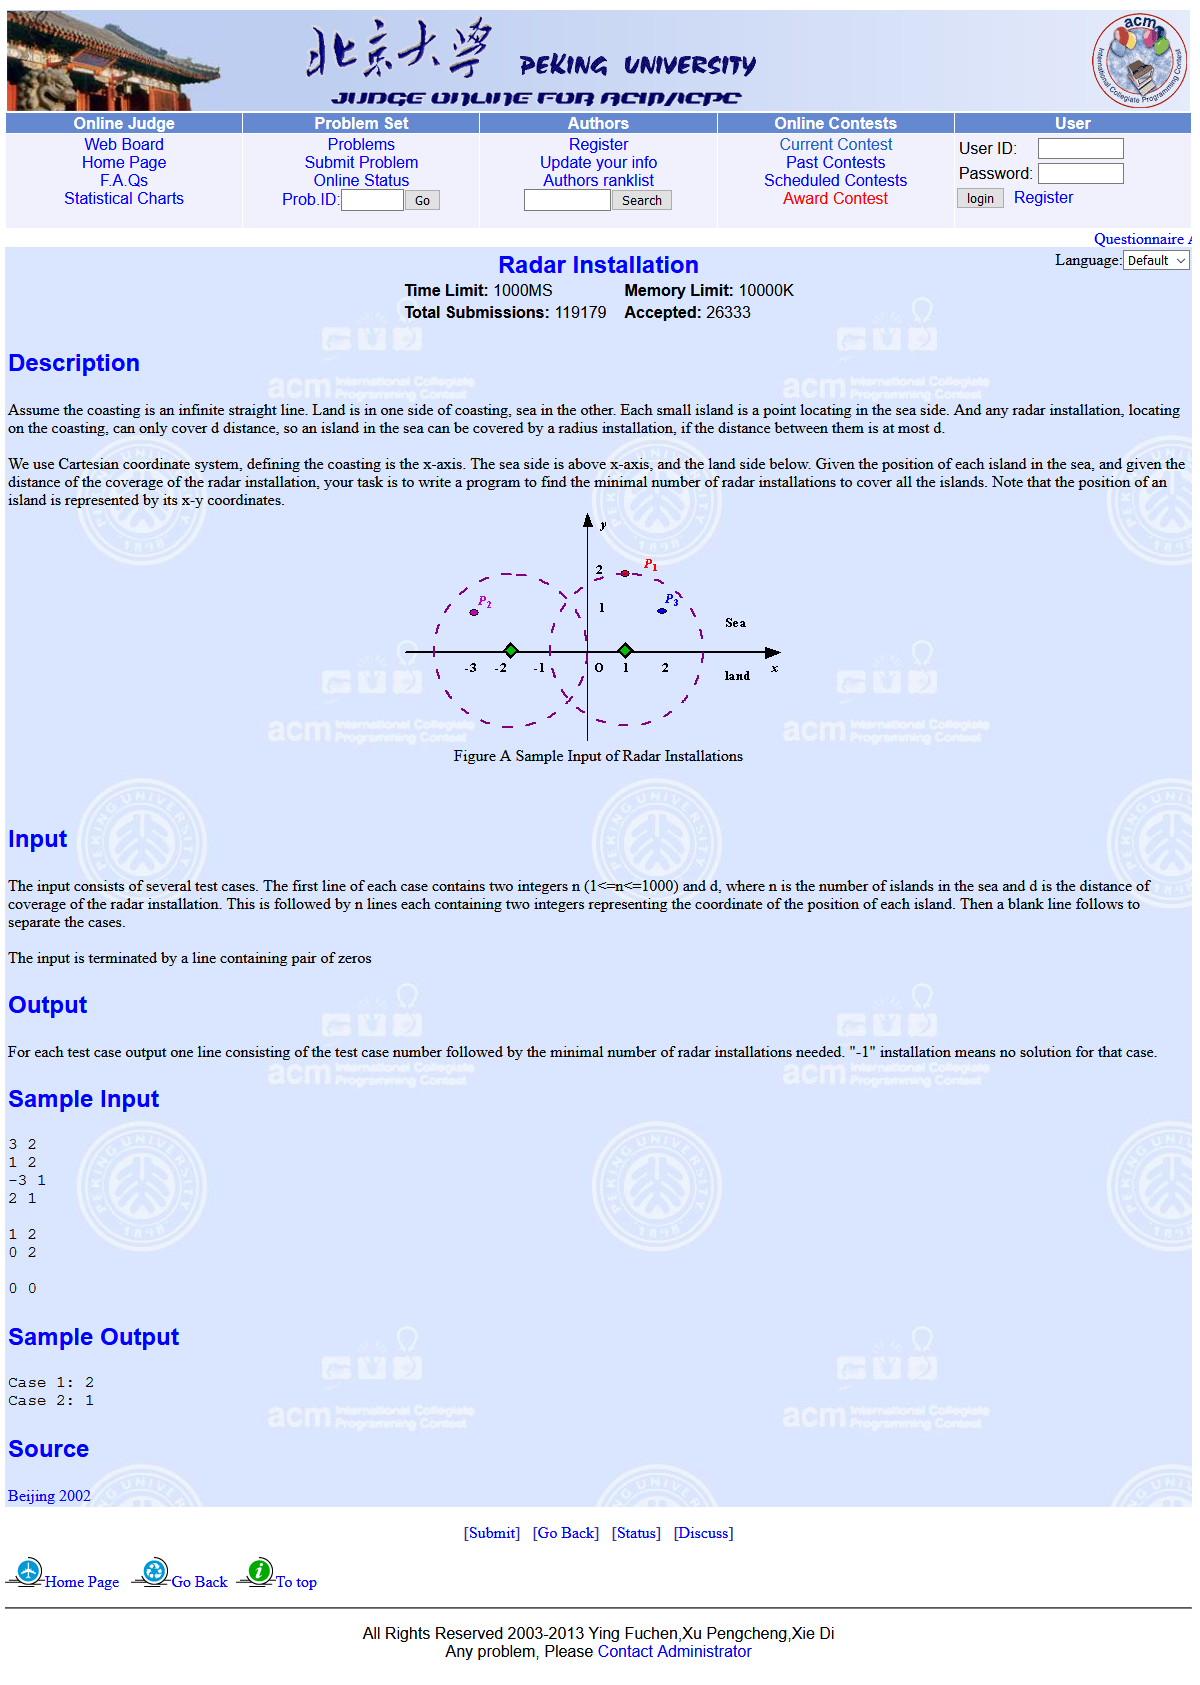 北京大學 PEKING UNIVERSITY
JUDGE ONLINE FOR ACM/ICPC
acm
International Collegiate Programming Contest
Online Judge Problem Set Authors Online Contests User
Web Board Problems Register Current Contest User ID:
Home Page Submit Problem Update your info Past Contests Password:
F.A.Qs Online Status Authors ranklist Scheduled Contests
Statistical Charts Prob.ID: Go Search Award Contest login Register
Questionnaire A
Radar Installation Language: Default
Time Limit: 1000MS Memory Limit: 10000K
Total Submissions: 119179 Accepted: 26333
Description
Assume the coasting is an infinite straight line. Land is in one side of coasting, sea in the other. Each small island is a point locating in the sea side. And any radar installation, locating
on the coasting, can only cover d distance, so an island in the sea can be covered by a radius installation, if the distance between them is at most d.
We use Cartesian coordinate system, defining the coasting is the x-axis. The sea side is above x-axis, and the land side below. Given the position of each island in the sea, and given the
distance of the coverage of the radar installation, your task is to write a program to find the minimal number of radar installations to cover all the islands. Note that the position of an
island is represented by its x-y coordinates.
y
2 P1
P2 1 P3
Sea
-3 -2 -1 0 1 2 x
land
Figure A Sample Input of Radar Installations
Input
The input consists of several test cases. The first line of each case contains two integers n (1<=n<=1000) and d, where n is the number of islands in the sea and d is the distance of
coverage of the radar installation. This is followed by n lines each containing two integers representing the coordinate of the position of each island. Then a blank line follows to
separate the cases.
The input is terminated by a line containing pair of zeros
Output
For each test case output one line consisting of the test case number followed by the minimal number of radar installations needed. "-1" installation means no solution for that case.
Sample Input
3 2
1 2
-3 1
2 1
1 2
0 2
0 0
Sample Output
Case 1: 2
Case 2: 1
Source
Beijing 2002
[Submit] [Go Back] [Status] [Discuss]
Home Page Go Back To top
All Rights Reserved 2003-2013 Ying Fuchen,Xu Pengcheng,Xie Di
Any problem, Please Contact Administrator